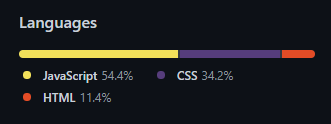 Languages
JavaScript 54.4% CSS 34.2%
HTML 11.4%